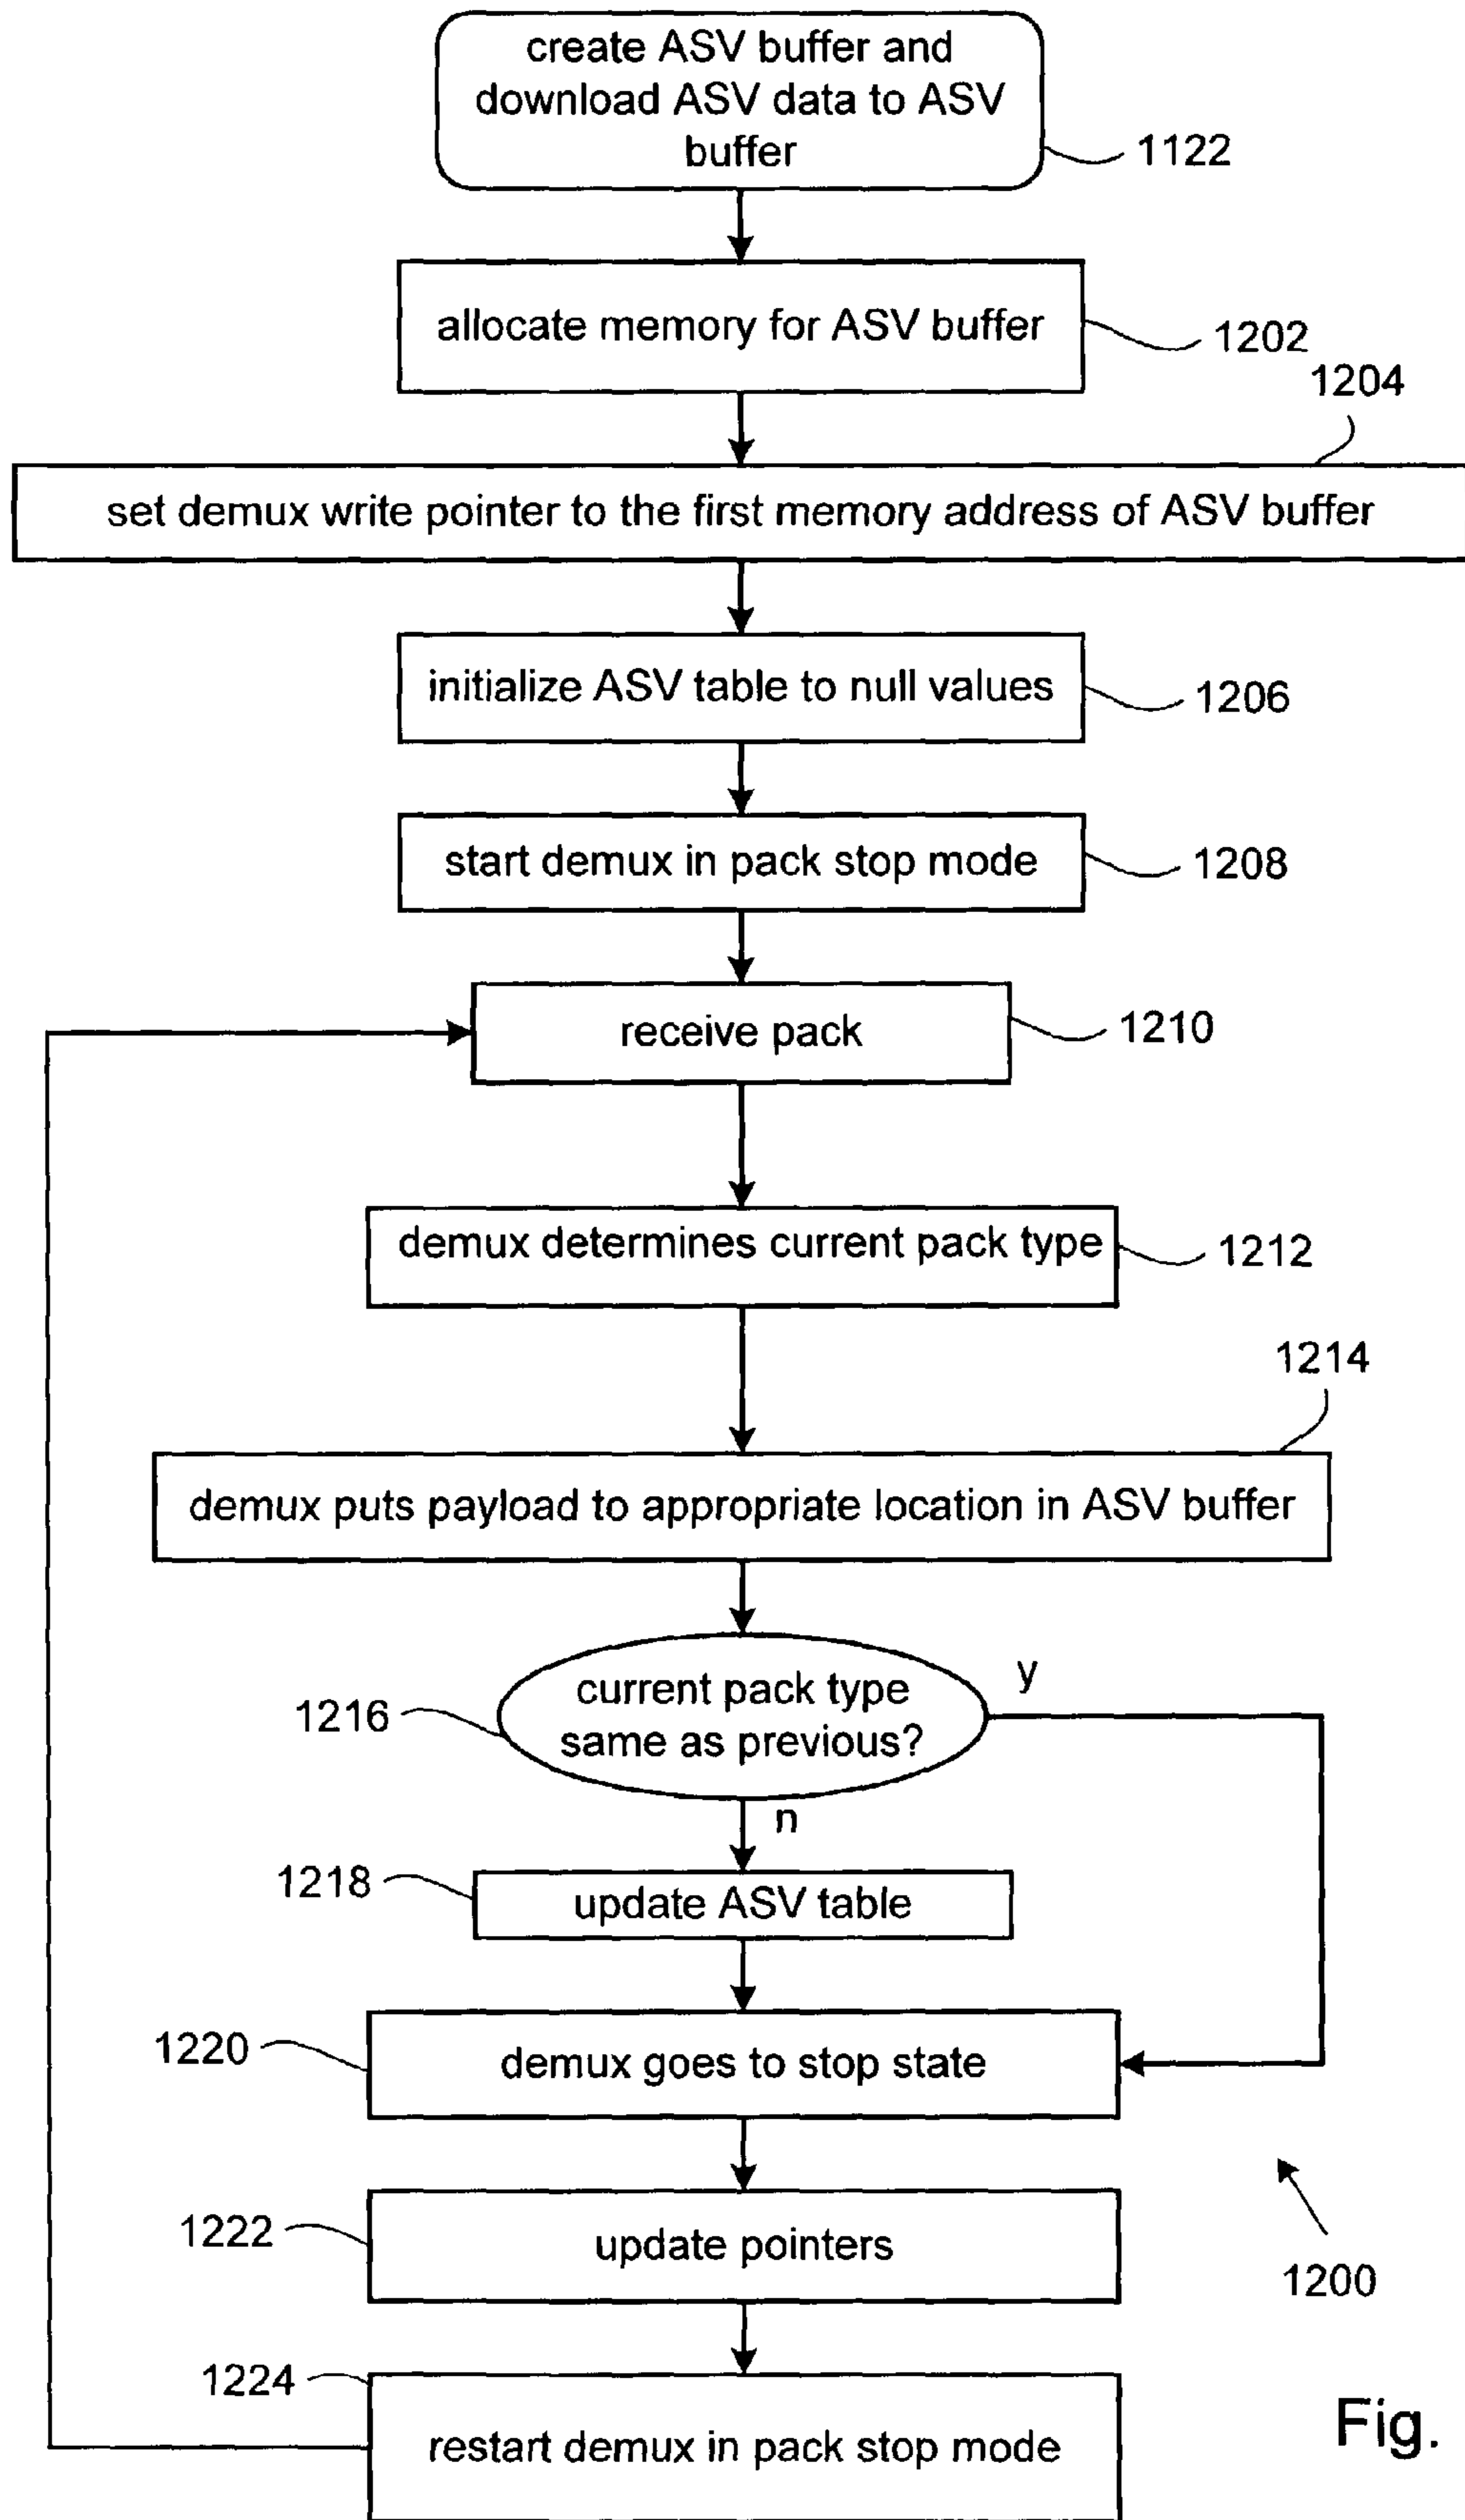 create ASV buffer and
download ASV data to ASV
buffer
1122
allocate memory for ASV buffer
1202
1204
set demux write pointer to the first memory address of ASV buffer
initialize ASV table to null values
1206
start demux in pack stop mode
1208
receive pack
1210
demux determines current pack type
1212
1214
demux puts payload to appropriate location in ASV buffer
current pack type
same as previous?
y
1216
n
1218
update ASV table
1220
demux goes to stop state
1222
update pointers
1200
1224
restart demux in pack stop mode
Fig.